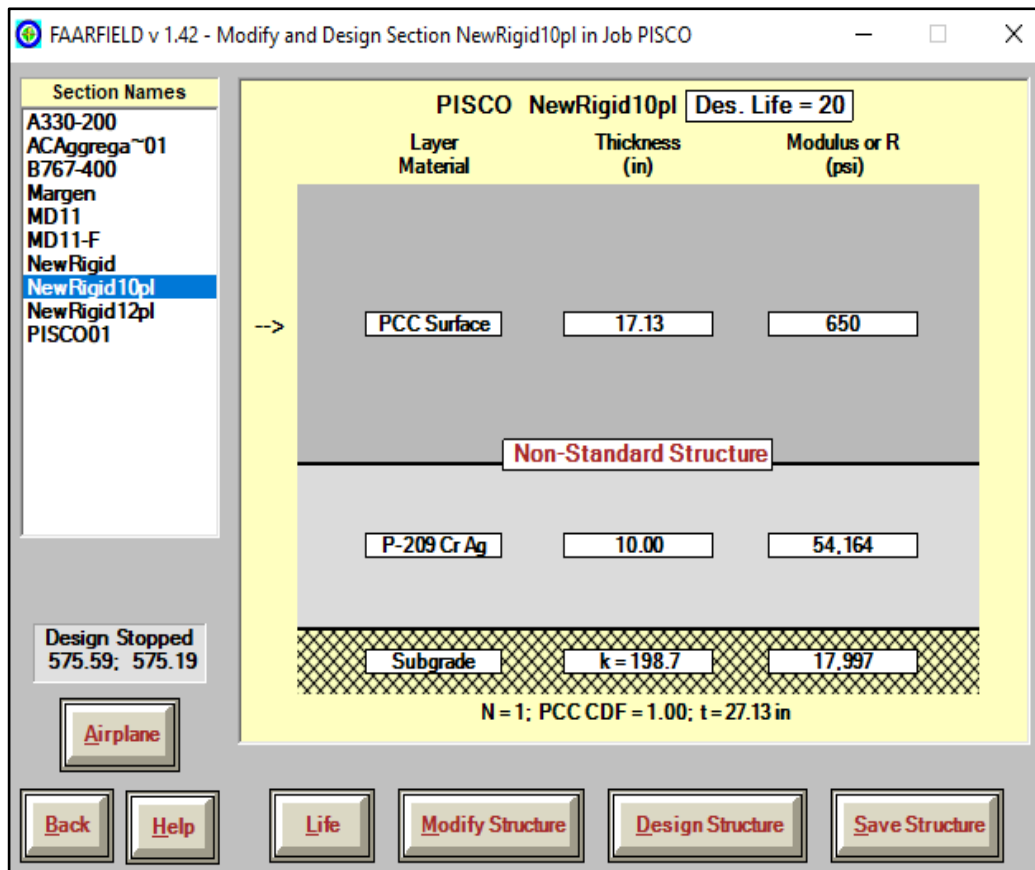 FAARFIELD v 1.42 - Modify and Design Section NewRigid10pl in Job PISCO
Section Names
A330-200
ACAggrega~01
B767-400
Margen
MD11
MD11-F
NewRigid
NewRigid10pl
NewRigid12pl
PISCO01
Design Stopped
575.59; 575.19
Airplane
Back
Help
PISCO NewRigid10pl Des. Life = 20
Layer Thickness Modulus or R
Material (in) (psi)
--> PCC Surface 17.13 650
Non-Standard Structure
P-209 Cr Ag 10.00 54,164
Subgrade k = 198.7 17,997
N = 1; PCC CDF = 1.00; t = 27.13 in
Life
Modify Structure
Design Structure
Save Structure